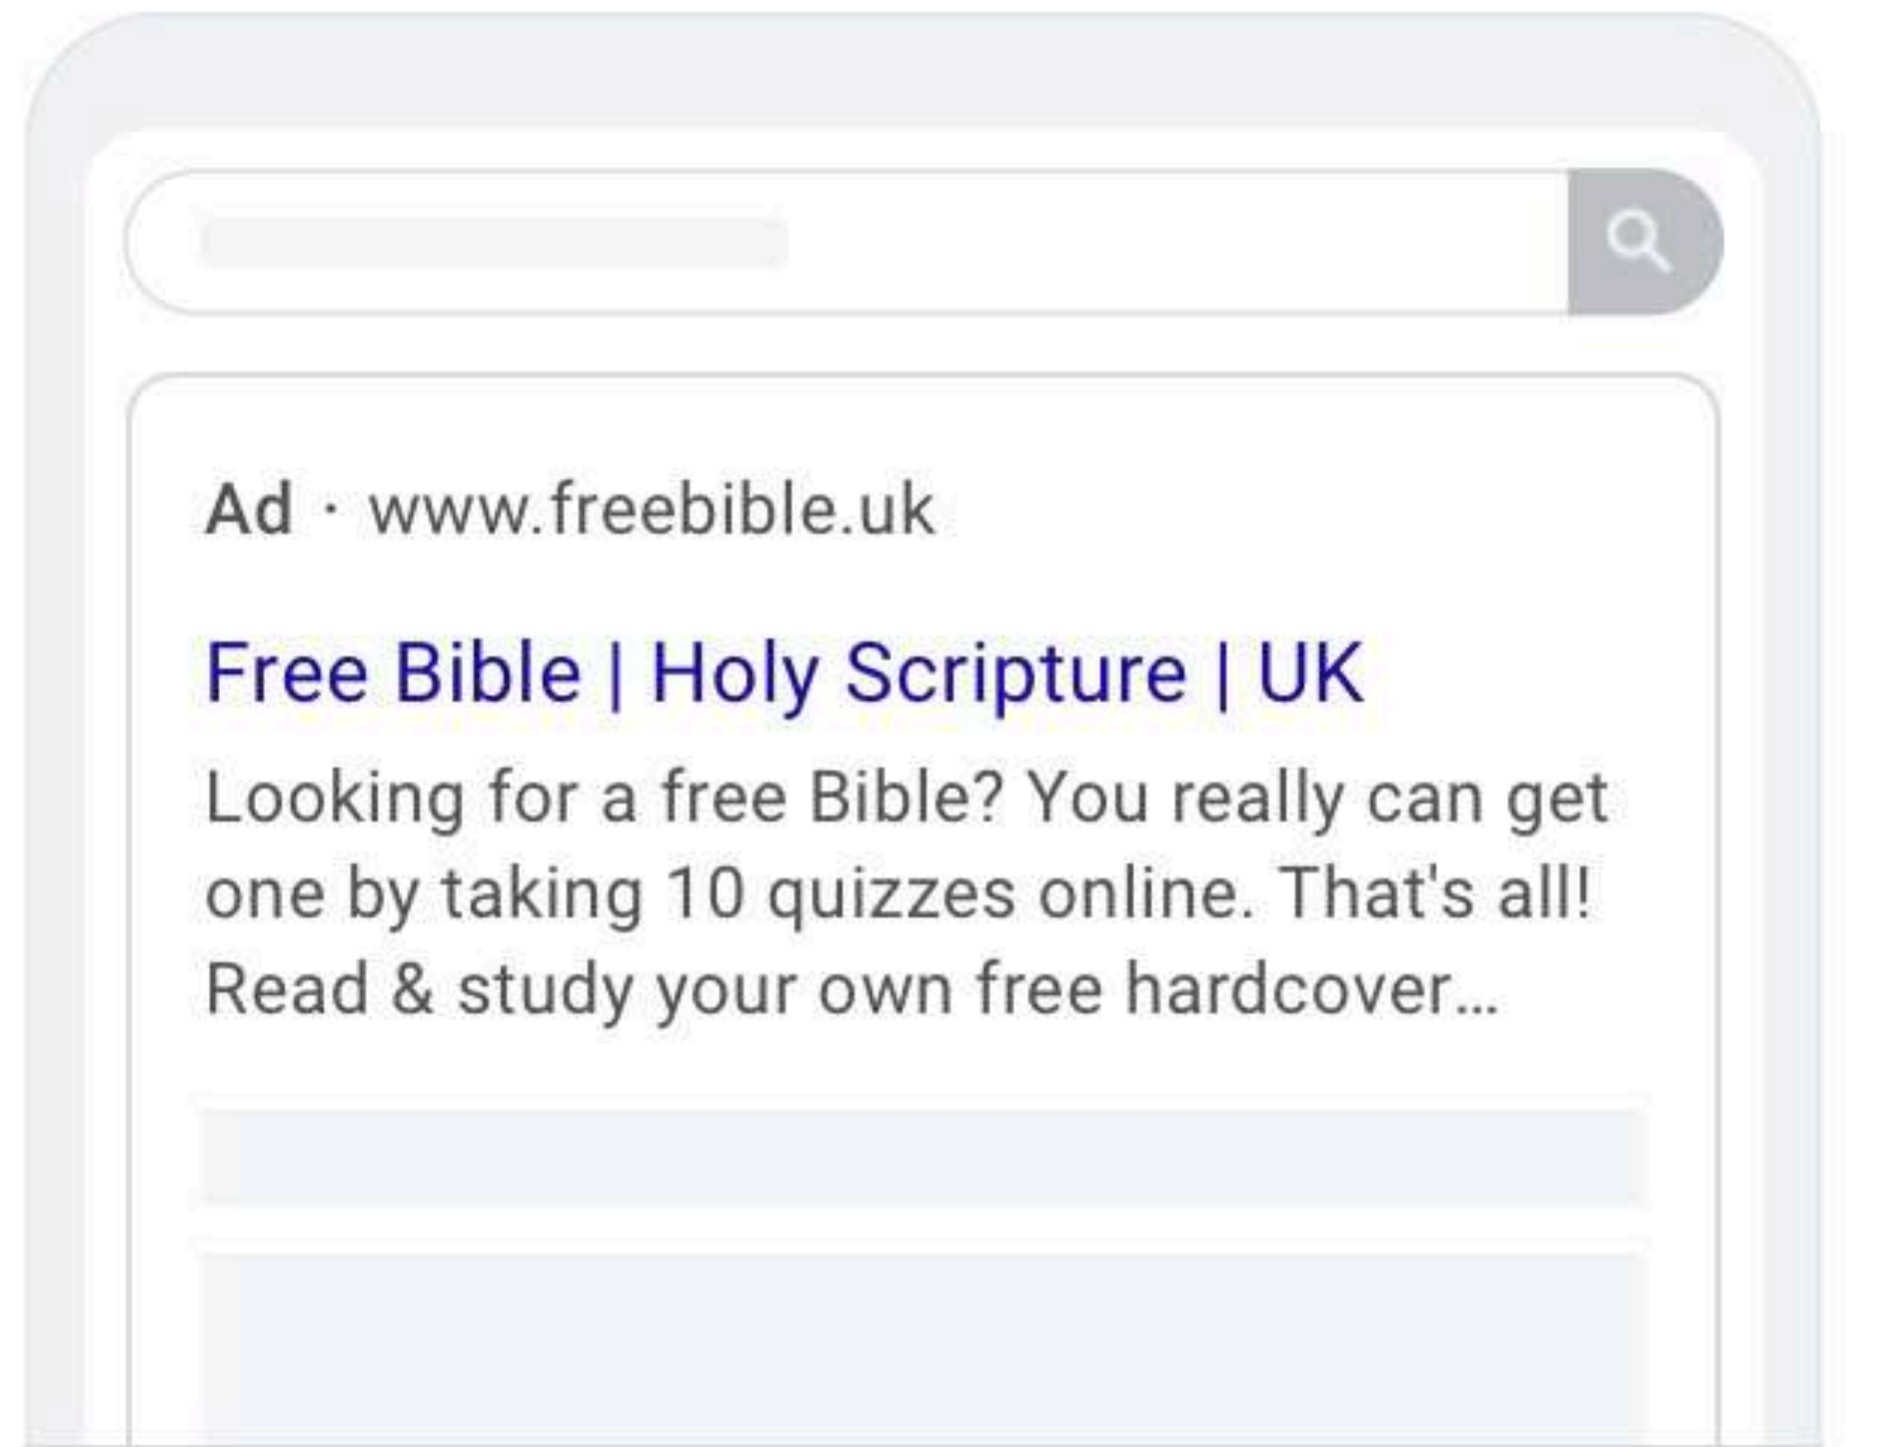 Ad · www.freebible.uk
Free Bible | Holy Scripture | UK
Looking for a free Bible? You really can get
one by taking 10 quizzes online. That's all!
Read & study your own free hardcover...